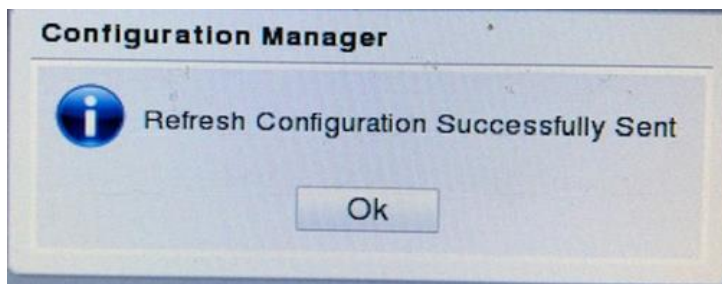 Configuration Manager
Refresh Configuration Successfully Sent
Ok